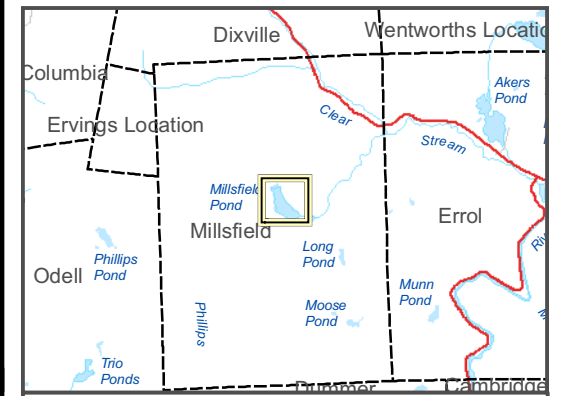 Dixville
Wentworths Locatio
Columbia
Akers
Pond
Clear
Ervings Location
Stream
Millsfield
Pond
Errol
Millsfield
Long
Pond
Phillips
Pond
Odell
Munn
Pond
Phillips
Moose
Pond
Trio
Ponds
Dummer
Cambridge